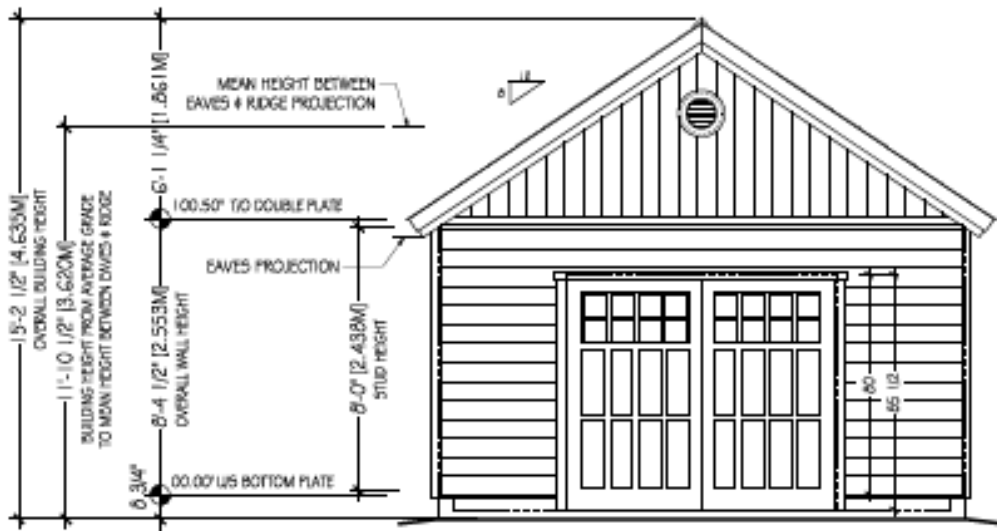 MEAN HEIGHT BETWEEN
EAVES & RIDGE PROJECTION
12
8
6'-1 1/4" [1.861M]
100.50" T/O DOUBLE PLATE
EAVES PROJECTION
15'-2 1/2" [4.635M]
OVERALL BUILDING HEIGHT
11'-10 1/2" [3.620M]
BUILDING HEIGHT FROM AVERAGE GRADE
TO MEAN HEIGHT BETWEEN EAVES & RIDGE
8'-4 1/2" [2.553M]
OVERALL WALL HEIGHT
8'-0" [2.438M]
STUD HEIGHT
80
85 1/2
8 3/4"
00.00' U/S BOTTOM PLATE